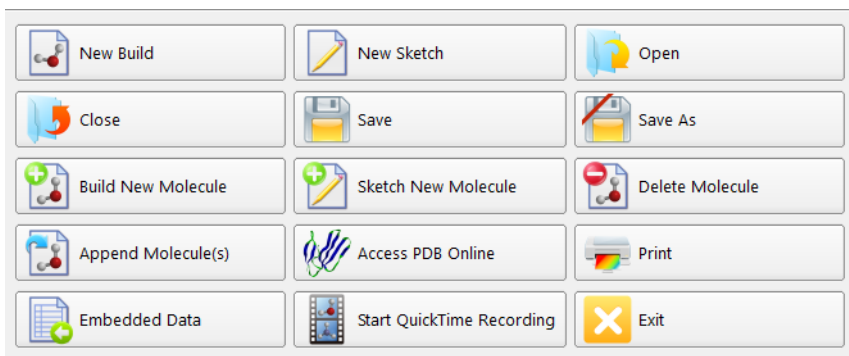 New Build
New Sketch
Open
Close
Save
Save As
Build New Molecule
Sketch New Molecule
Delete Molecule
Append Molecule(s)
Access PDB Online
Print
Embedded Data
Start QuickTime Recording
Exit